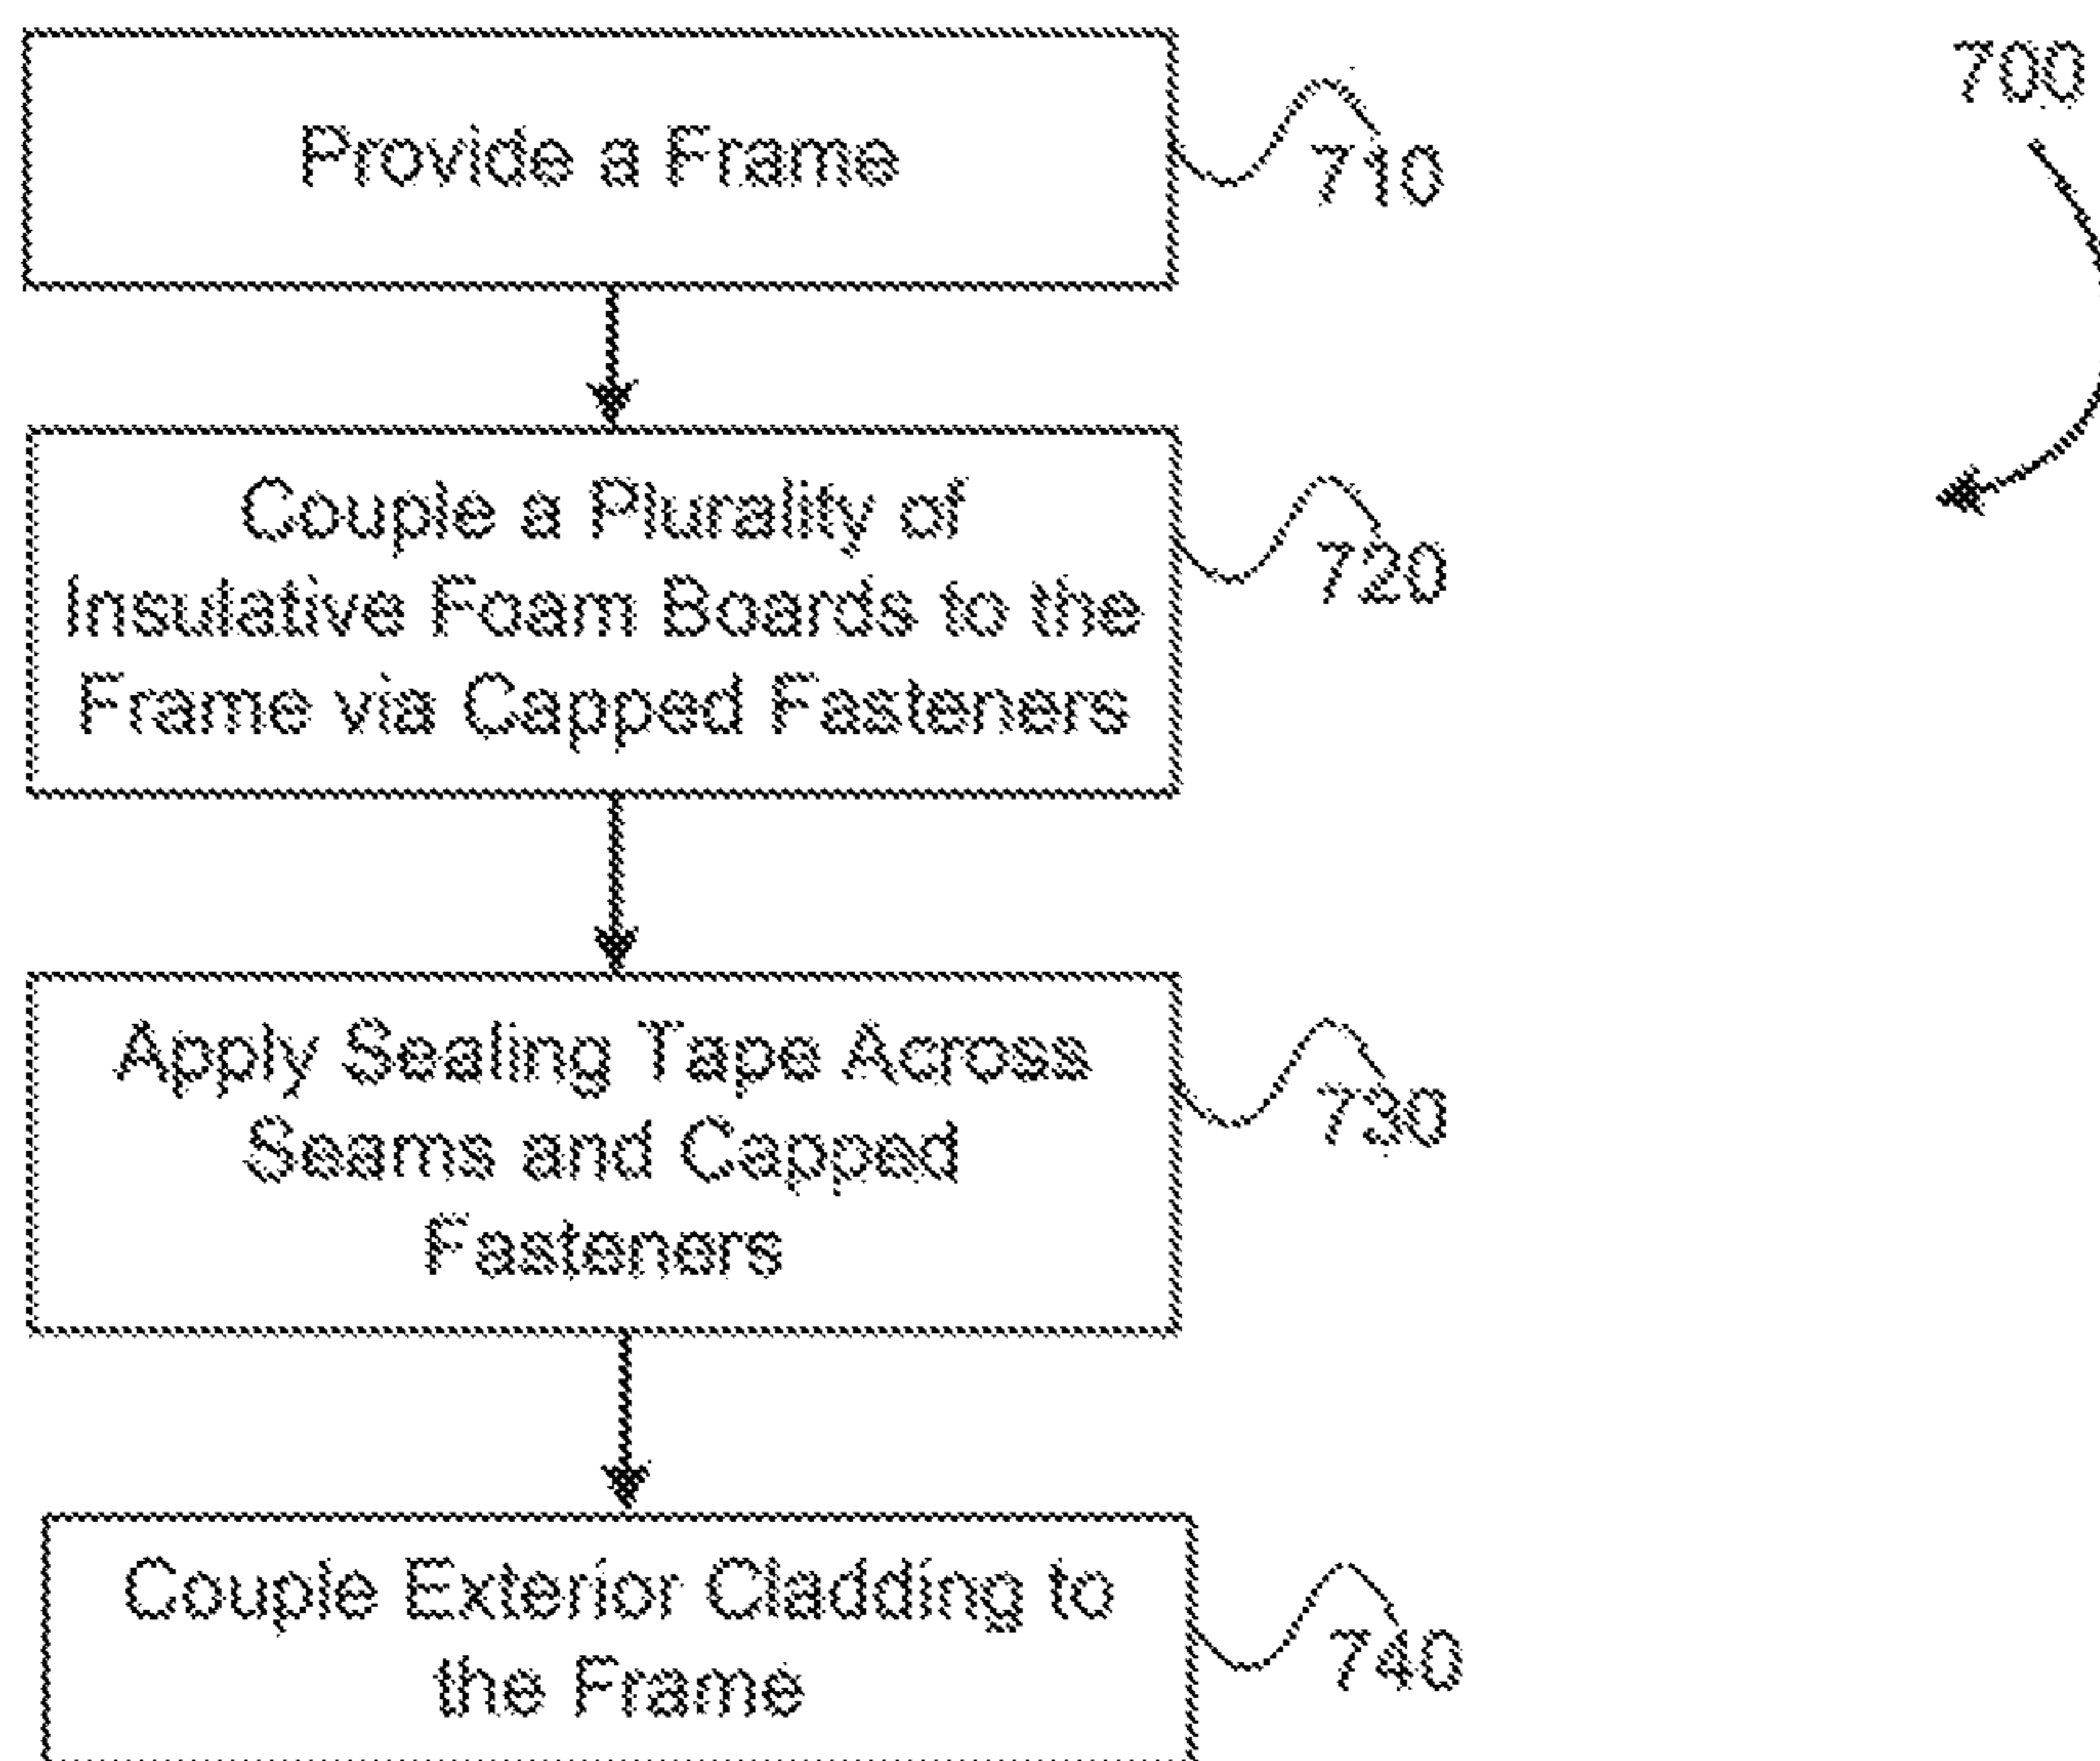 700
Provide a Frame
710
Couple a Plurality of
Insulative Foam Boards to the
Frame via Capped Fasteners
720
Apply Sealing Tape Across
Seams and Capped
Fasteners
730
Couple Exterior Cladding to
the Frame
740